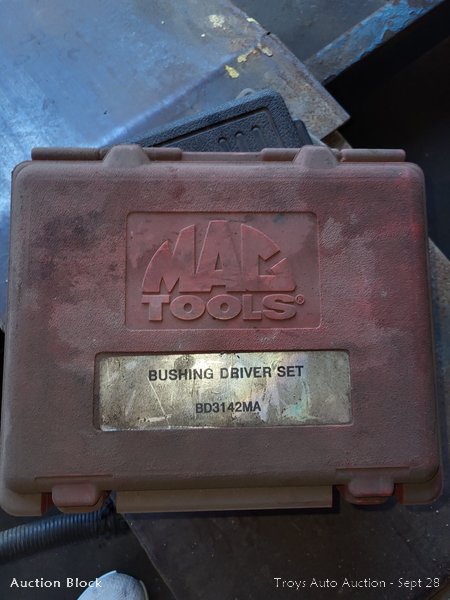 MAC
TOOLS®
BUSHING DRIVER SET
BD3142MA
Auction Block
Troys Auto Auction - Sept 28